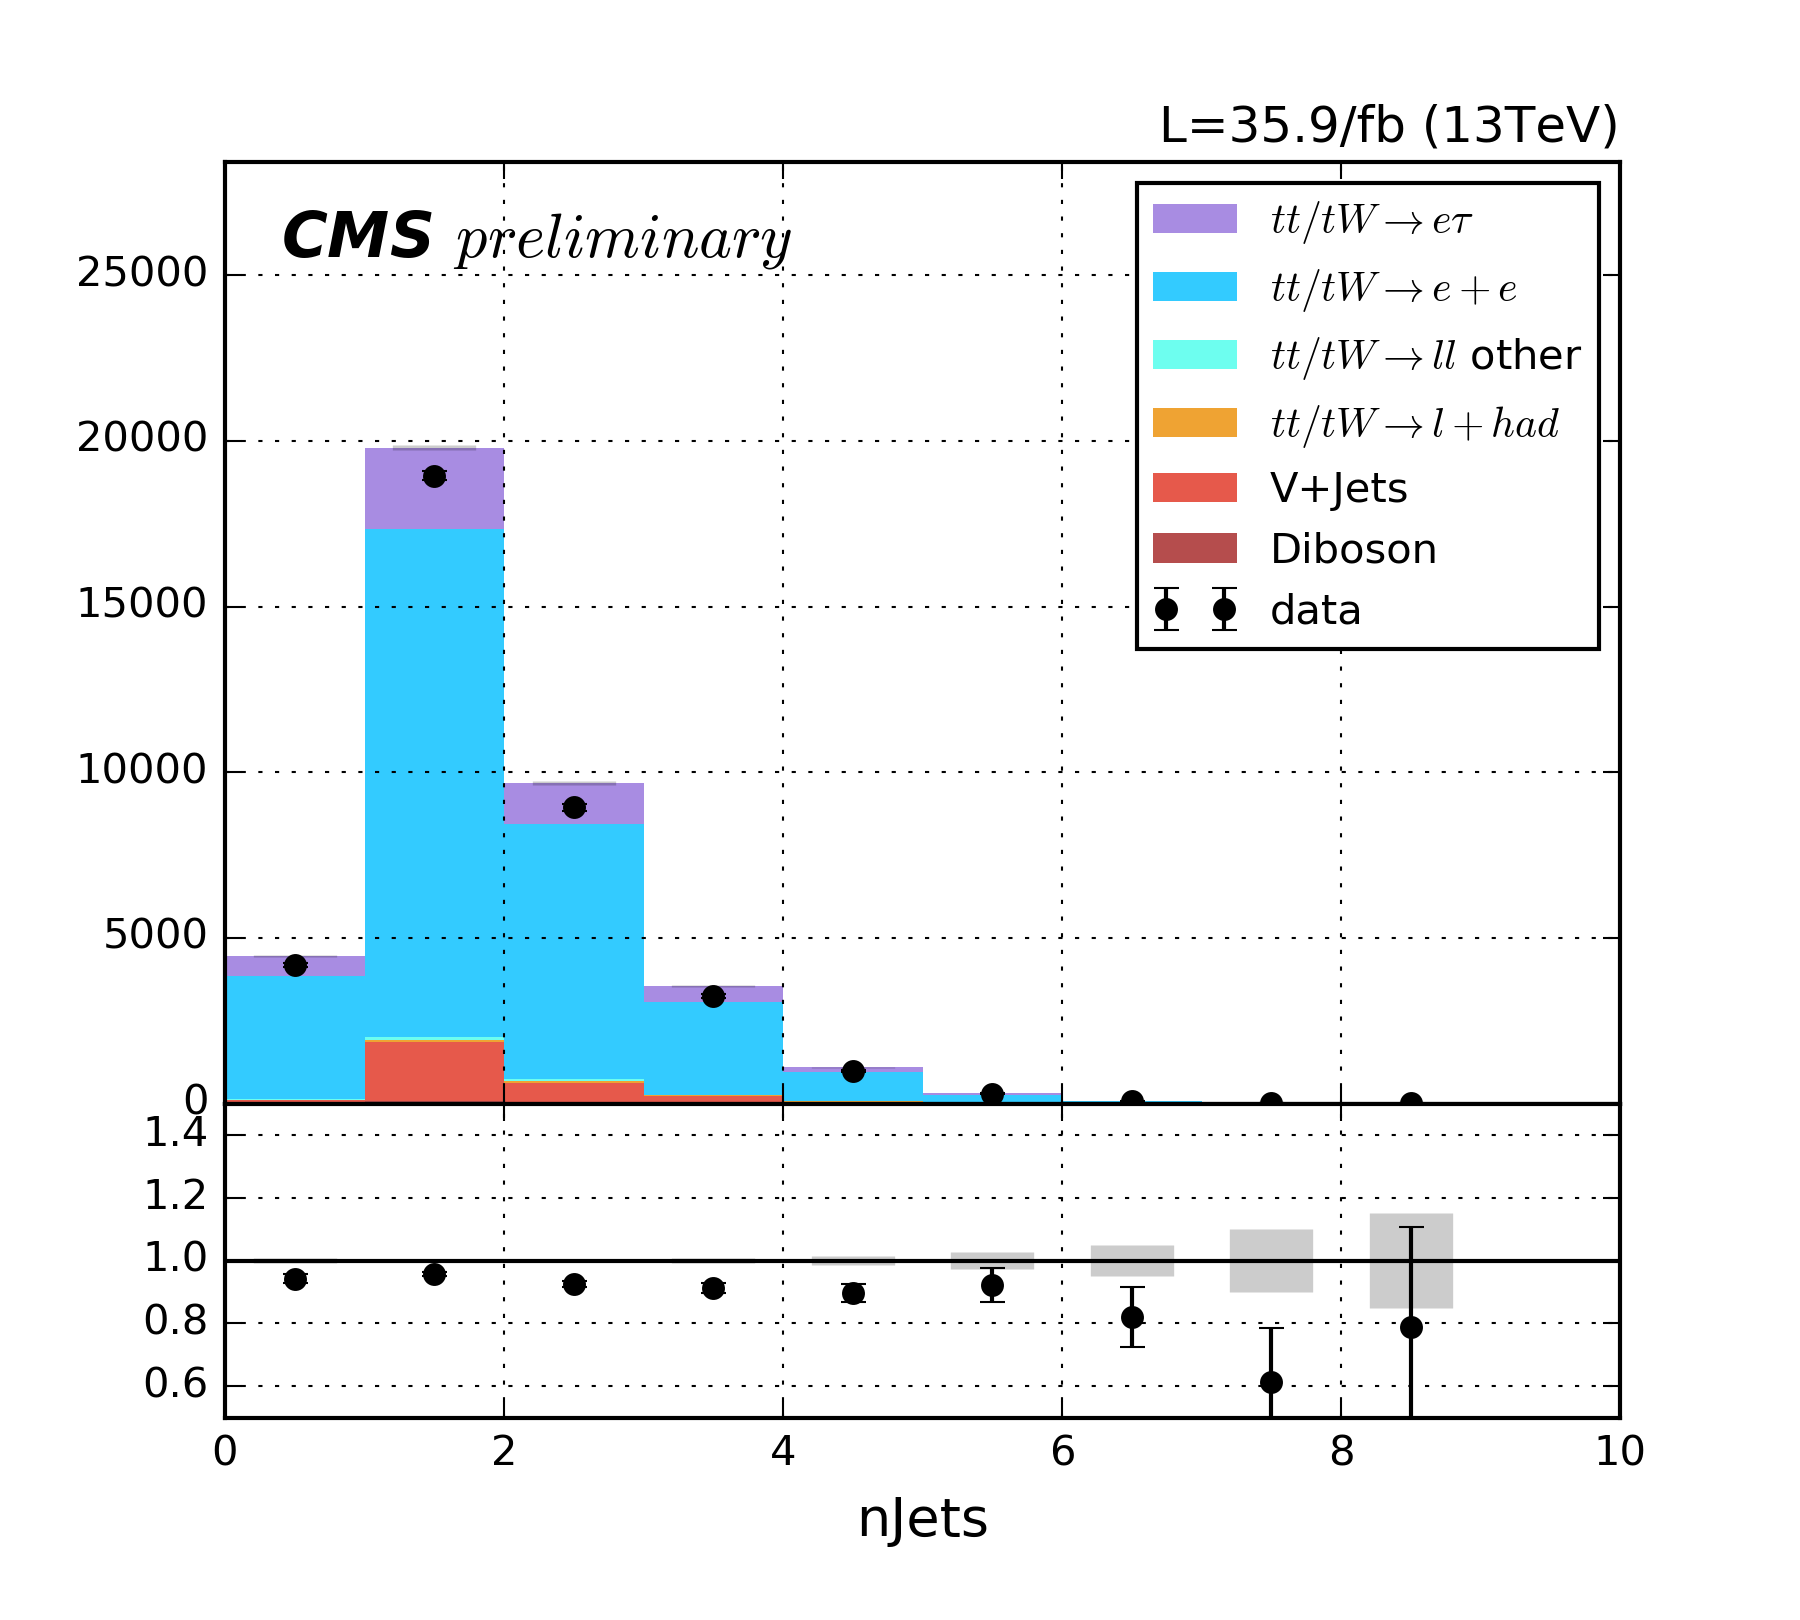 L=35.9/fb (13TeV)
CMS preliminary
tt/tW → eτ
tt/tW → e + e
tt/tW → ll other
tt/tW → l + had
V+Jets
Diboson
data
25000
20000
15000
10000
5000
0
1.4
1.2
1.0
0.8
0.6
0 2 4 6 8 10
nJets